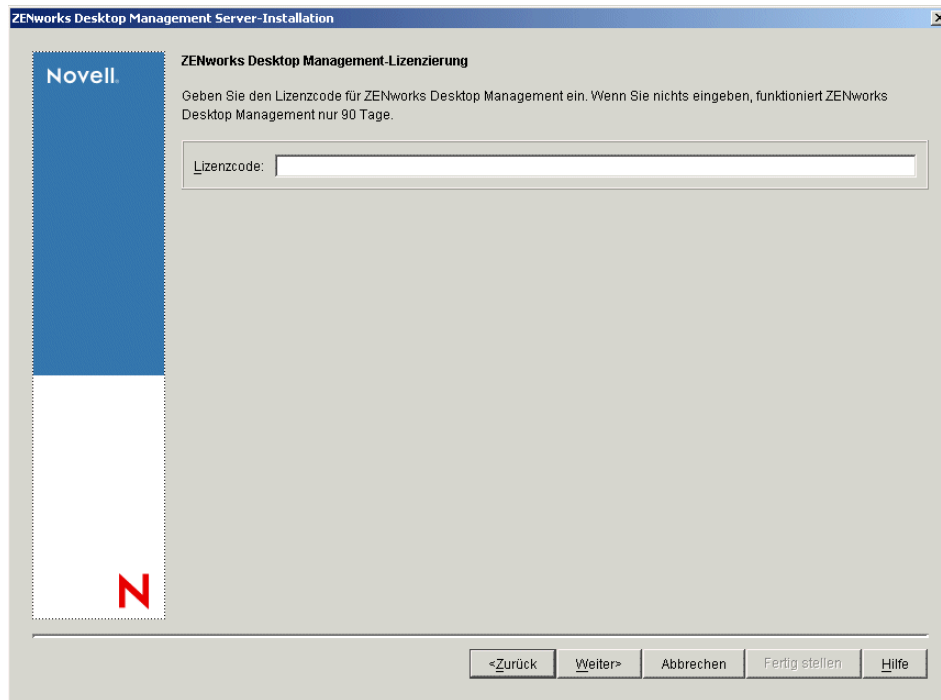 ZENworks Desktop Management Server-Installation
Novell.
ZENworks Desktop Management-Lizenzierung
Geben Sie den Lizenzcode für ZENworks Desktop Management ein. Wenn Sie nichts eingeben, funktioniert ZENworks
Desktop Management nur 90 Tage.
Lizenzcode:
N
<Zurück Weiter> Abbrechen Fertig stellen Hilfe